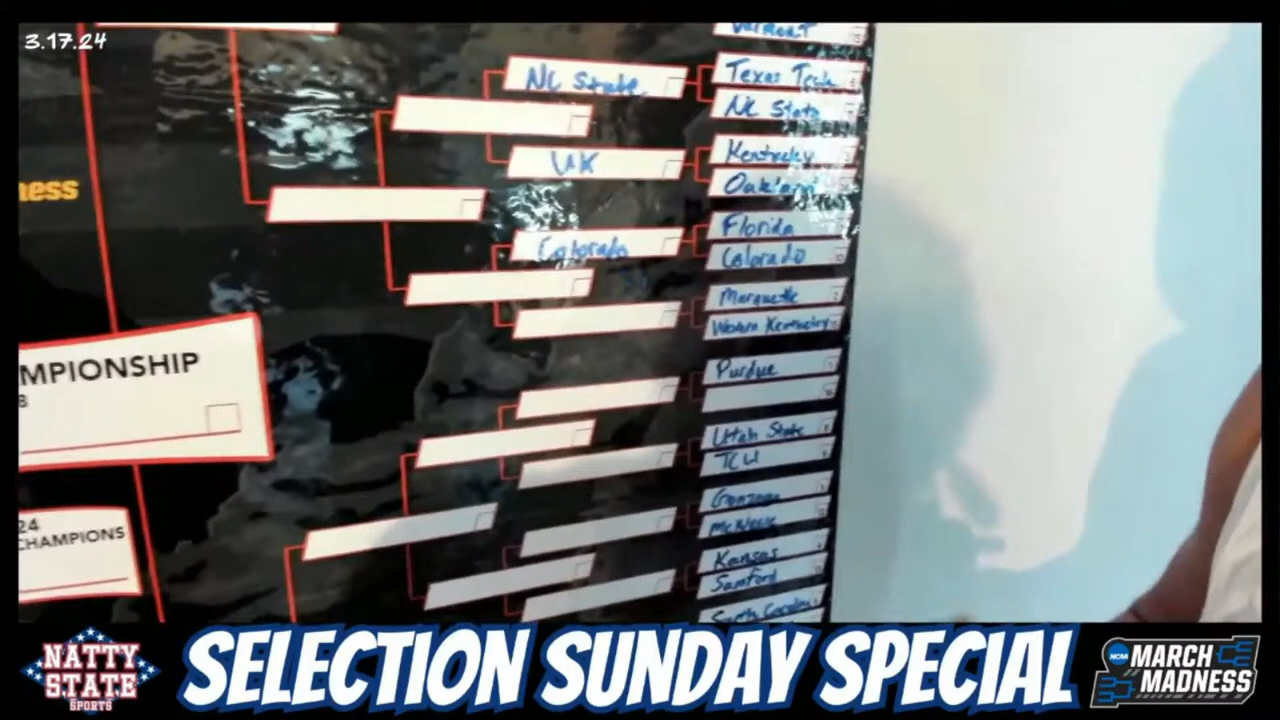 3.17.24
Vermont
Texas Tech
NC State
NC State
Kentucky
UK
Oakland
ness
Florida
Colorado
Colorado
Marquette
Western Kentucky
MPIONSHIP
Purdue
Utah State
TCU
Gonzaga
McNeese
24
CHAMPIONS
Kansas
Samford
South Carolina
NATTY
STATE
SPORTS
SELECTION SUNDAY SPECIAL
NCAA
MARCH
MADNESS